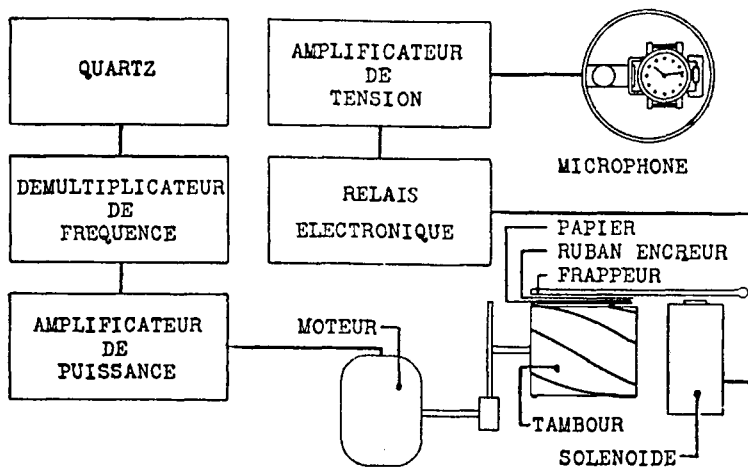 QUARTZ
AMPLIFICATEUR
DE
TENSION
MICROPHONE
DEMULTIPLICATEUR
DE
FREQUENCE
RELAIS
ELECTRONIQUE
PAPIER
RUBAN ENCREUR
FRAPPEUR
AMPLIFICATEUR
DE
PUISSANCE
MOTEUR
TAMBOUR
SOLENOIDE